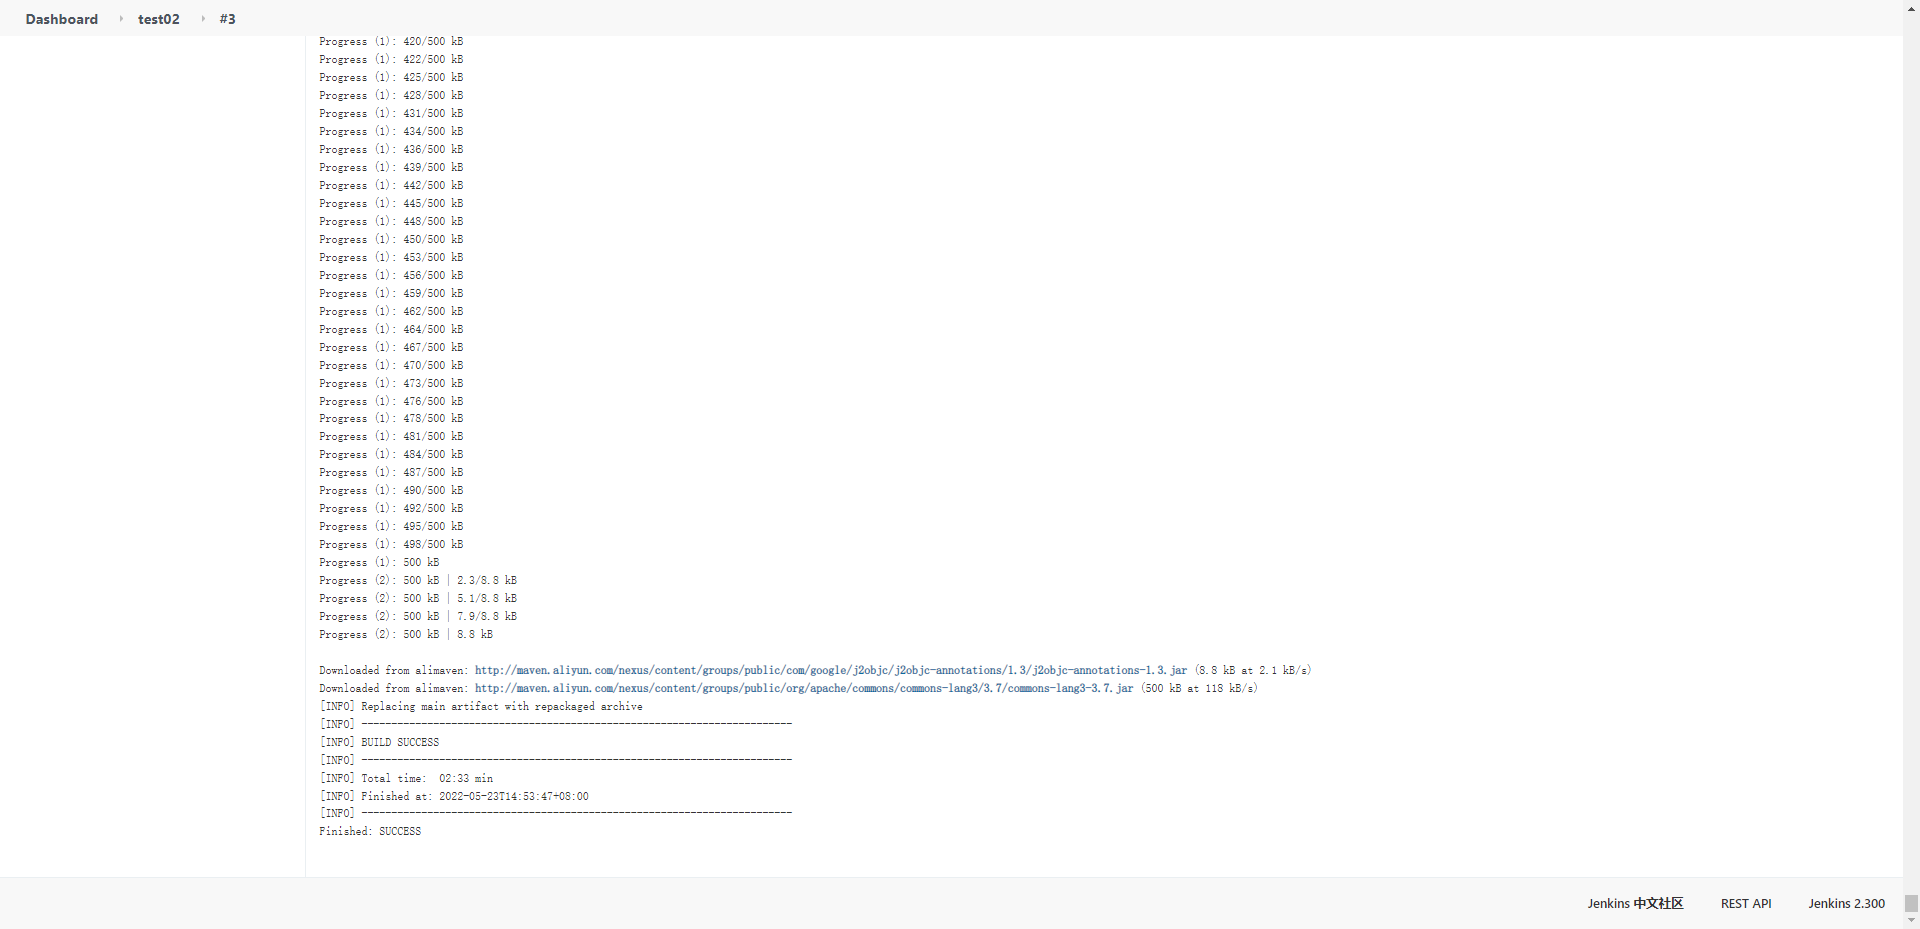 Dashboard test02 #3
Progress (1): 420/500 kB
Progress (1): 422/500 kB
Progress (1): 425/500 kB
Progress (1): 428/500 kB
Progress (1): 431/500 kB
Progress (1): 434/500 kB
Progress (1): 436/500 kB
Progress (1): 439/500 kB
Progress (1): 442/500 kB
Progress (1): 445/500 kB
Progress (1): 448/500 kB
Progress (1): 450/500 kB
Progress (1): 453/500 kB
Progress (1): 456/500 kB
Progress (1): 459/500 kB
Progress (1): 462/500 kB
Progress (1): 464/500 kB
Progress (1): 467/500 kB
Progress (1): 470/500 kB
Progress (1): 473/500 kB
Progress (1): 476/500 kB
Progress (1): 478/500 kB
Progress (1): 481/500 kB
Progress (1): 484/500 kB
Progress (1): 487/500 kB
Progress (1): 490/500 kB
Progress (1): 492/500 kB
Progress (1): 495/500 kB
Progress (1): 498/500 kB
Progress (1): 500 kB
Progress (2): 500 kB | 2.3/8.8 kB
Progress (2): 500 kB | 5.1/8.8 kB
Progress (2): 500 kB | 7.9/8.8 kB
Progress (2): 500 kB | 8.8 kB
Downloaded from alimaven: http://maven.aliyun.com/nexus/content/groups/public/com/google/j2objc/j2objc-annotations/1.3/j2objc-annotations-1.3.jar (8.8 kB at 2.1 kB/s)
Downloaded from alimaven: http://maven.aliyun.com/nexus/content/groups/public/org/apache/commons/commons-lang3/3.7/commons-lang3-3.7.jar (500 kB at 118 kB/s)
[INFO] Replacing main artifact with repackaged archive
[INFO] ------------------------------------------------------------------------
[INFO] BUILD SUCCESS
[INFO] ------------------------------------------------------------------------
[INFO] Total time:  02:33 min
[INFO] Finished at: 2022-05-23T14:53:47+08:00
[INFO] ------------------------------------------------------------------------
Finished: SUCCESS
Jenkins 中文社区 REST API Jenkins 2.300